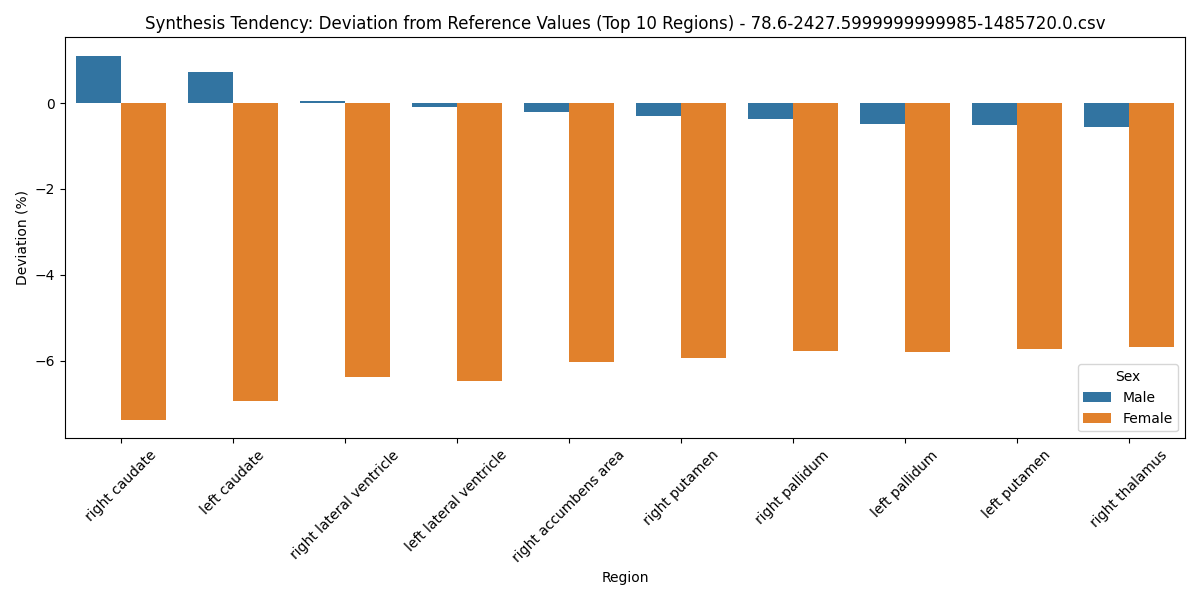 Synthesis Tendency: Deviation from Reference Values (Top 10 Regions) - 78.6-2427.5999999999985-1485720.0.csv
Deviation (%)
0
−2
−4
−6
right caudate
left caudate
right lateral ventricle
left lateral ventricle
right accumbens area
right putamen
right pallidum
left pallidum
left putamen
right thalamus
Region
Sex
Male
Female